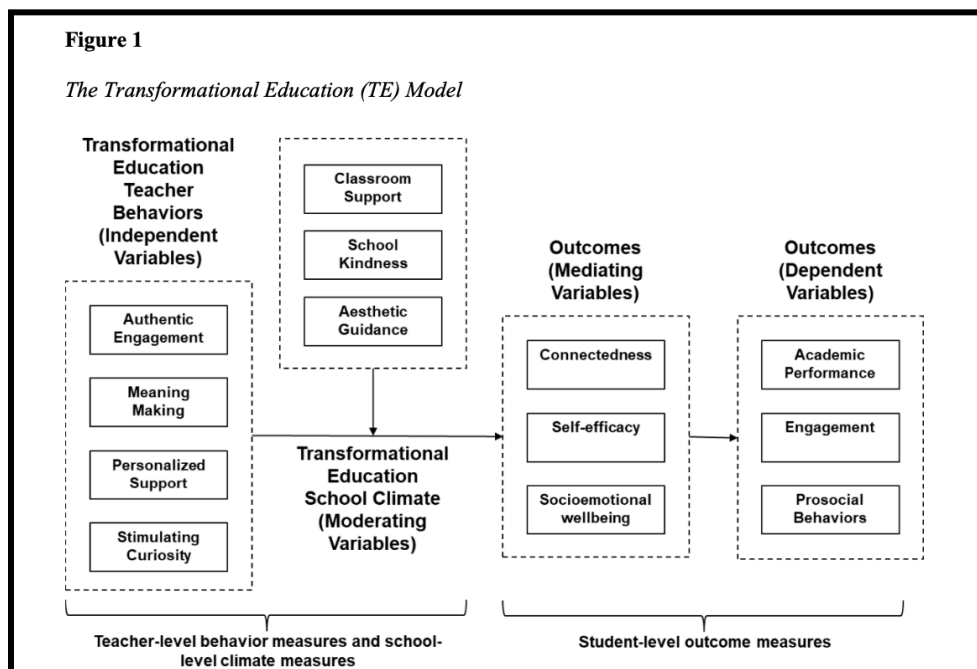 Figure 1
The Transformational Education (TE) Model
Transformational
Education
Teacher
Behaviors
(Independent
Variables)
Authentic
Engagement
Meaning
Making
Personalized
Support
Stimulating
Curiosity
Classroom
Support
School
Kindness
Aesthetic
Guidance
Transformational
Education
School Climate
(Moderating
Variables)
Outcomes
(Mediating
Variables)
Connectedness
Self-efficacy
Socioemotional
wellbeing
Outcomes
(Dependent
Variables)
Academic
Performance
Engagement
Prosocial
Behaviors
Teacher-level behavior measures and school-
level climate measures
Student-level outcome measures